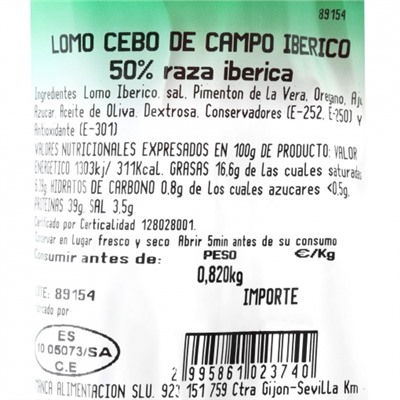 89154
LOMO CEBO DE CAMPO IBERICO
50% raza iberica
Ingredientes Lomo Iberico, sal, Pimenton de La Vera, Oregano, Aj
Azucar, Aceite de OLiva, Dextrosa, Conservadores (E-252, E-250) y
Antioxidante (E-301)
VALORES NUTRICIONALES EXPRESADOS EN 100g DE PRODUCTO: VALOR
ENERGETICO 1303kj/ 311Kcal. GRASAS 16,6g de las cuales saturadas
HIDRATOS DE CARBONO 0,8g de los cuales azucares <0,5g.
PROTEINAS 39g. SAL 3,5g.
Certificado por Certicalidad 128028001.
Conservar en Lugar fresco y seco Abrir 5min antes de su consumo
Consumir antes de: PESO €/Kg
0,820kg
LOTE: 89154 IMPORTE
por
ES
10 05073/SA
C.E
2 995861 023740
ALIMENTACION SLU. 923 151 759 Ctra Gijon-Sevilla Km